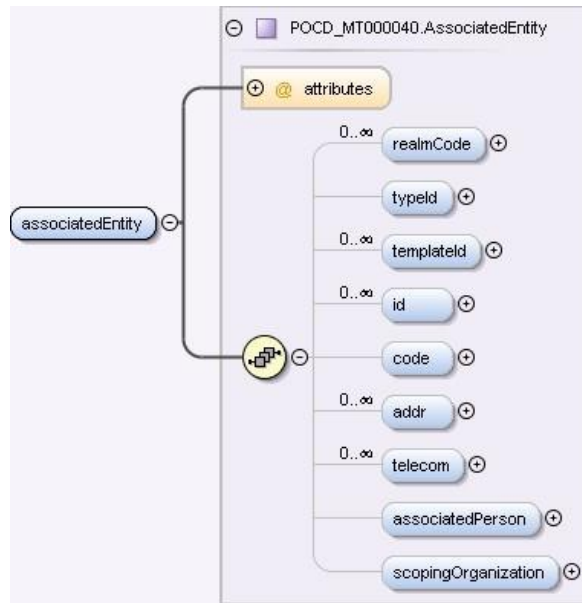 POCD_MT000040.AssociatedEntity
@ attributes
0..∞
realmCode
typeId
0..∞
templateId
0..∞
id
associatedEntity
code
0..∞
addr
0..∞
telecom
associatedPerson
scopingOrganization